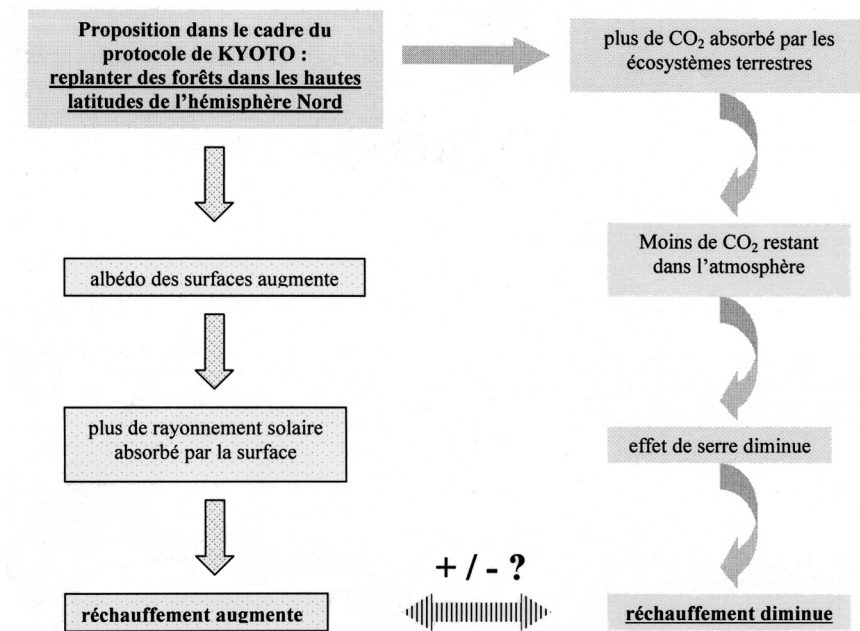 Proposition dans le cadre du
protocole de KYOTO :
replanter des forêts dans les hautes
latitudes de l'hémisphère Nord
plus de CO₂ absorbé par les
écosystèmes terrestres
albédo des surfaces augmente
Moins de CO₂ restant
dans l'atmosphère
plus de rayonnement solaire
absorbé par la surface
effet de serre diminue
+ / - ?
réchauffement augmente
réchauffement diminue